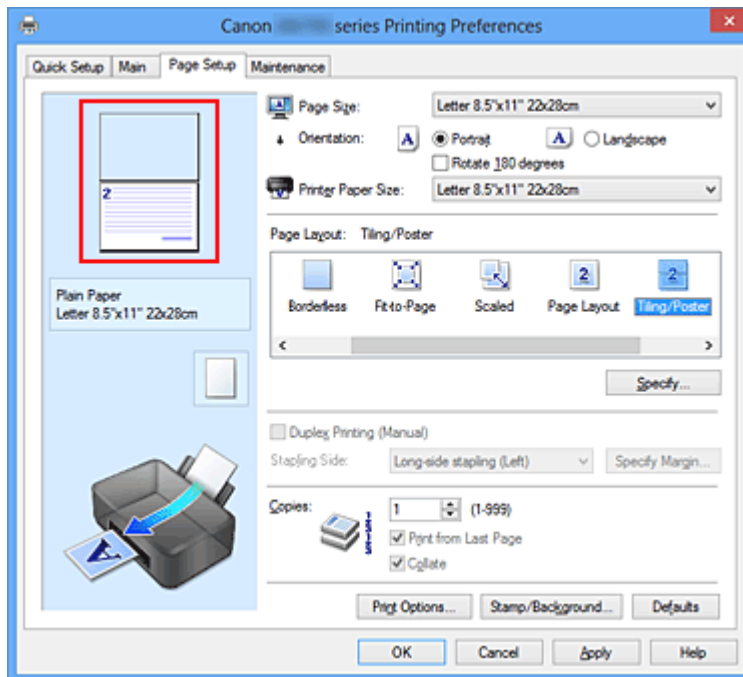 Canon series Printing Preferences
Quick Setup Main Page Setup Maintenance
2
Plain Paper
Letter 8.5"x11" 22x28cm
Page Size: Letter 8.5"x11" 22x28cm
Orientation: A Portrait A Landscape
Rotate 180 degrees
Printer Paper Size: Letter 8.5"x11" 22x28cm
Page Layout: Tiling/Poster
2 2
Borderless Fit-to-Page Scaled Page Layout Tiling/Poster
Specify...
Duplex Printing (Manual)
Stapling Side: Long-side stapling (Left) Specify Margin...
Copies: 1 (1-999)
Print from Last Page
Collate
A
Print Options... Stamp/Background... Defaults
OK Cancel Apply Help